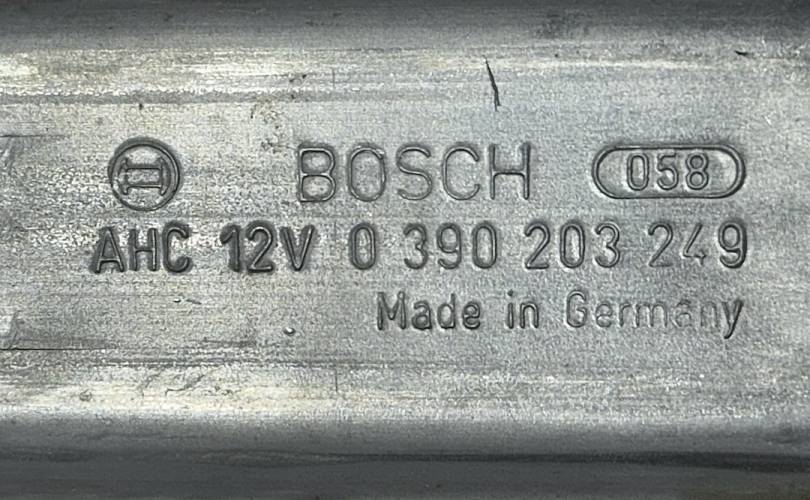 BOSCH 058
AHC 12V 0 390 203 249
Made in Germany